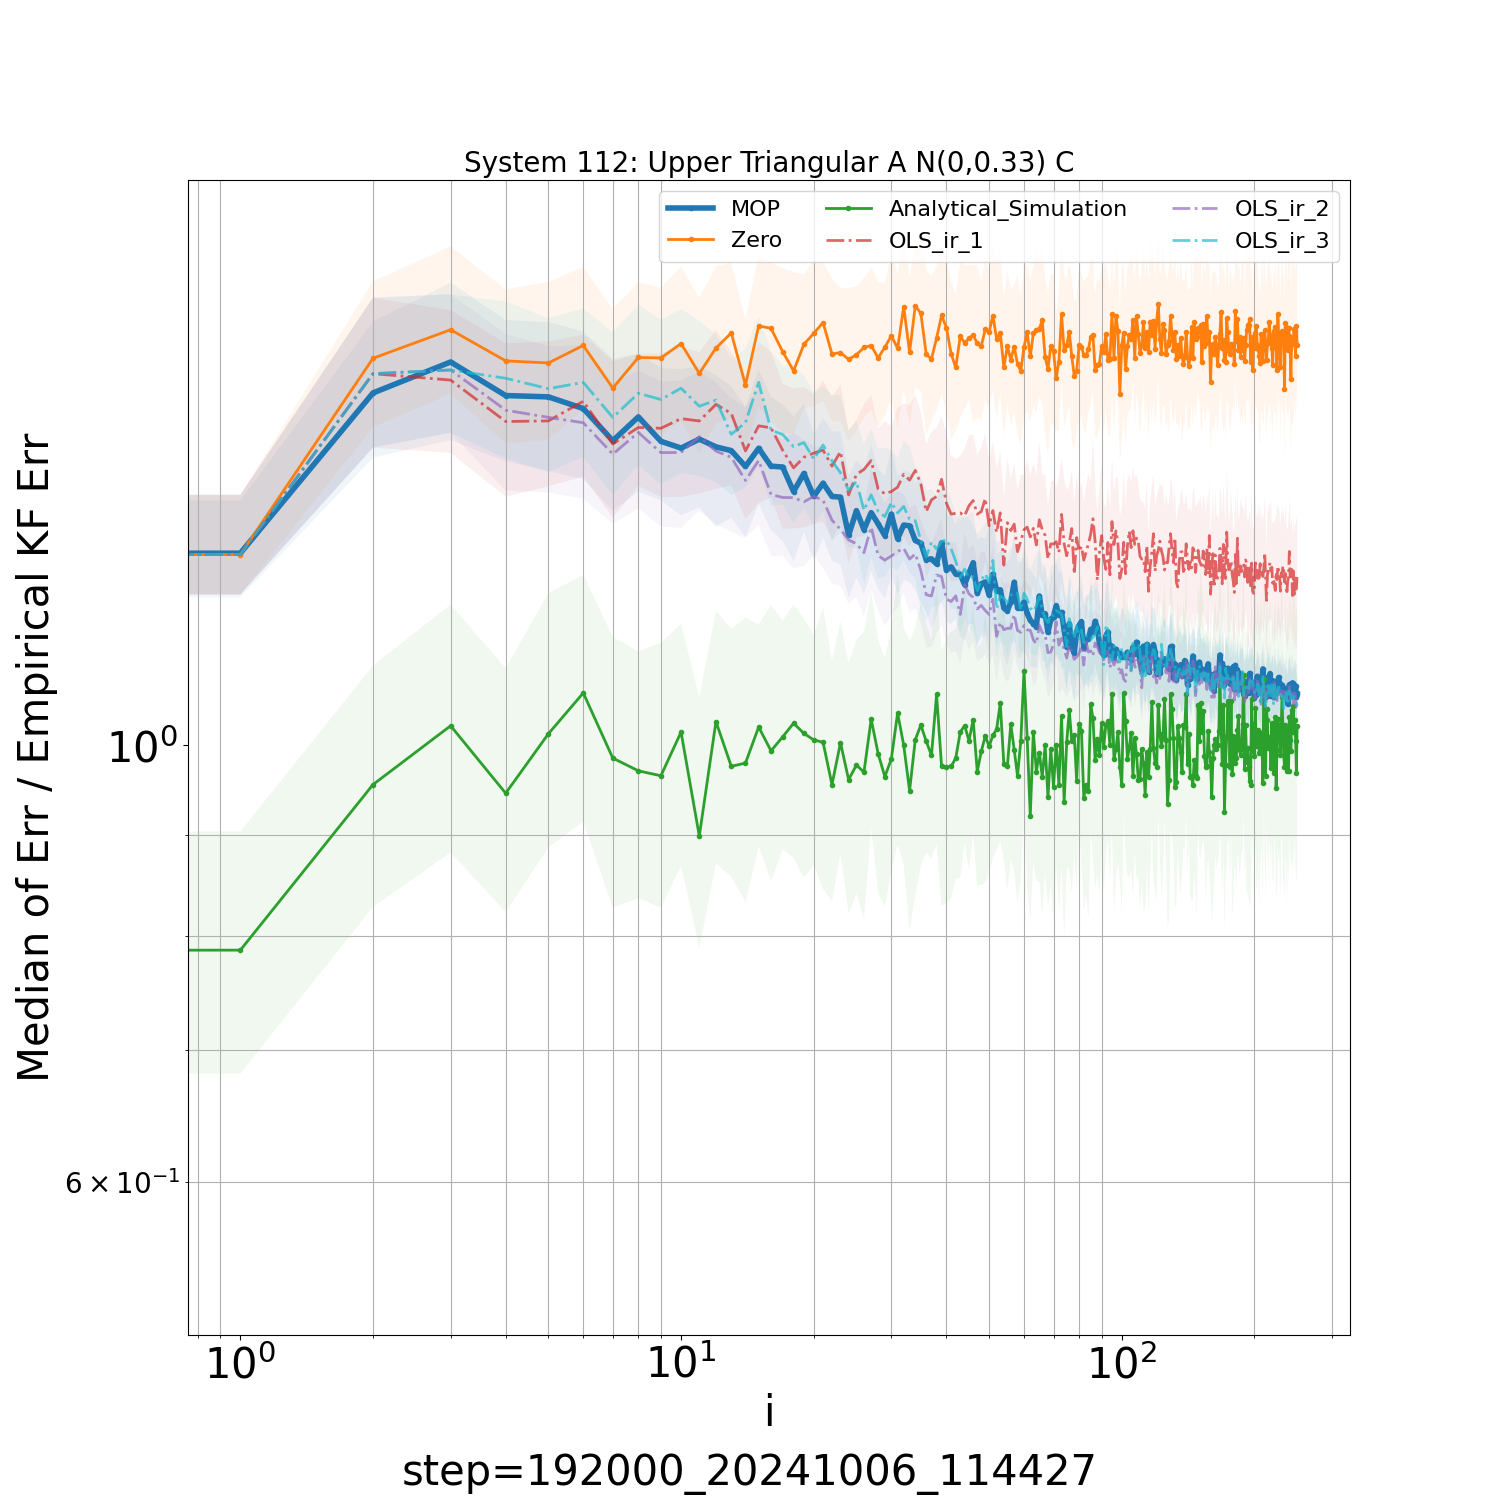 System 112: Upper Triangular A N(0,0.33) C
MOP
Zero
Analytical_Simulation
OLS_ir_1
OLS_ir_2
OLS_ir_3
Median of Err / Empirical KF Err
10⁰
6 × 10⁻¹
10⁰
10¹
10²
i
step=192000_20241006_114427